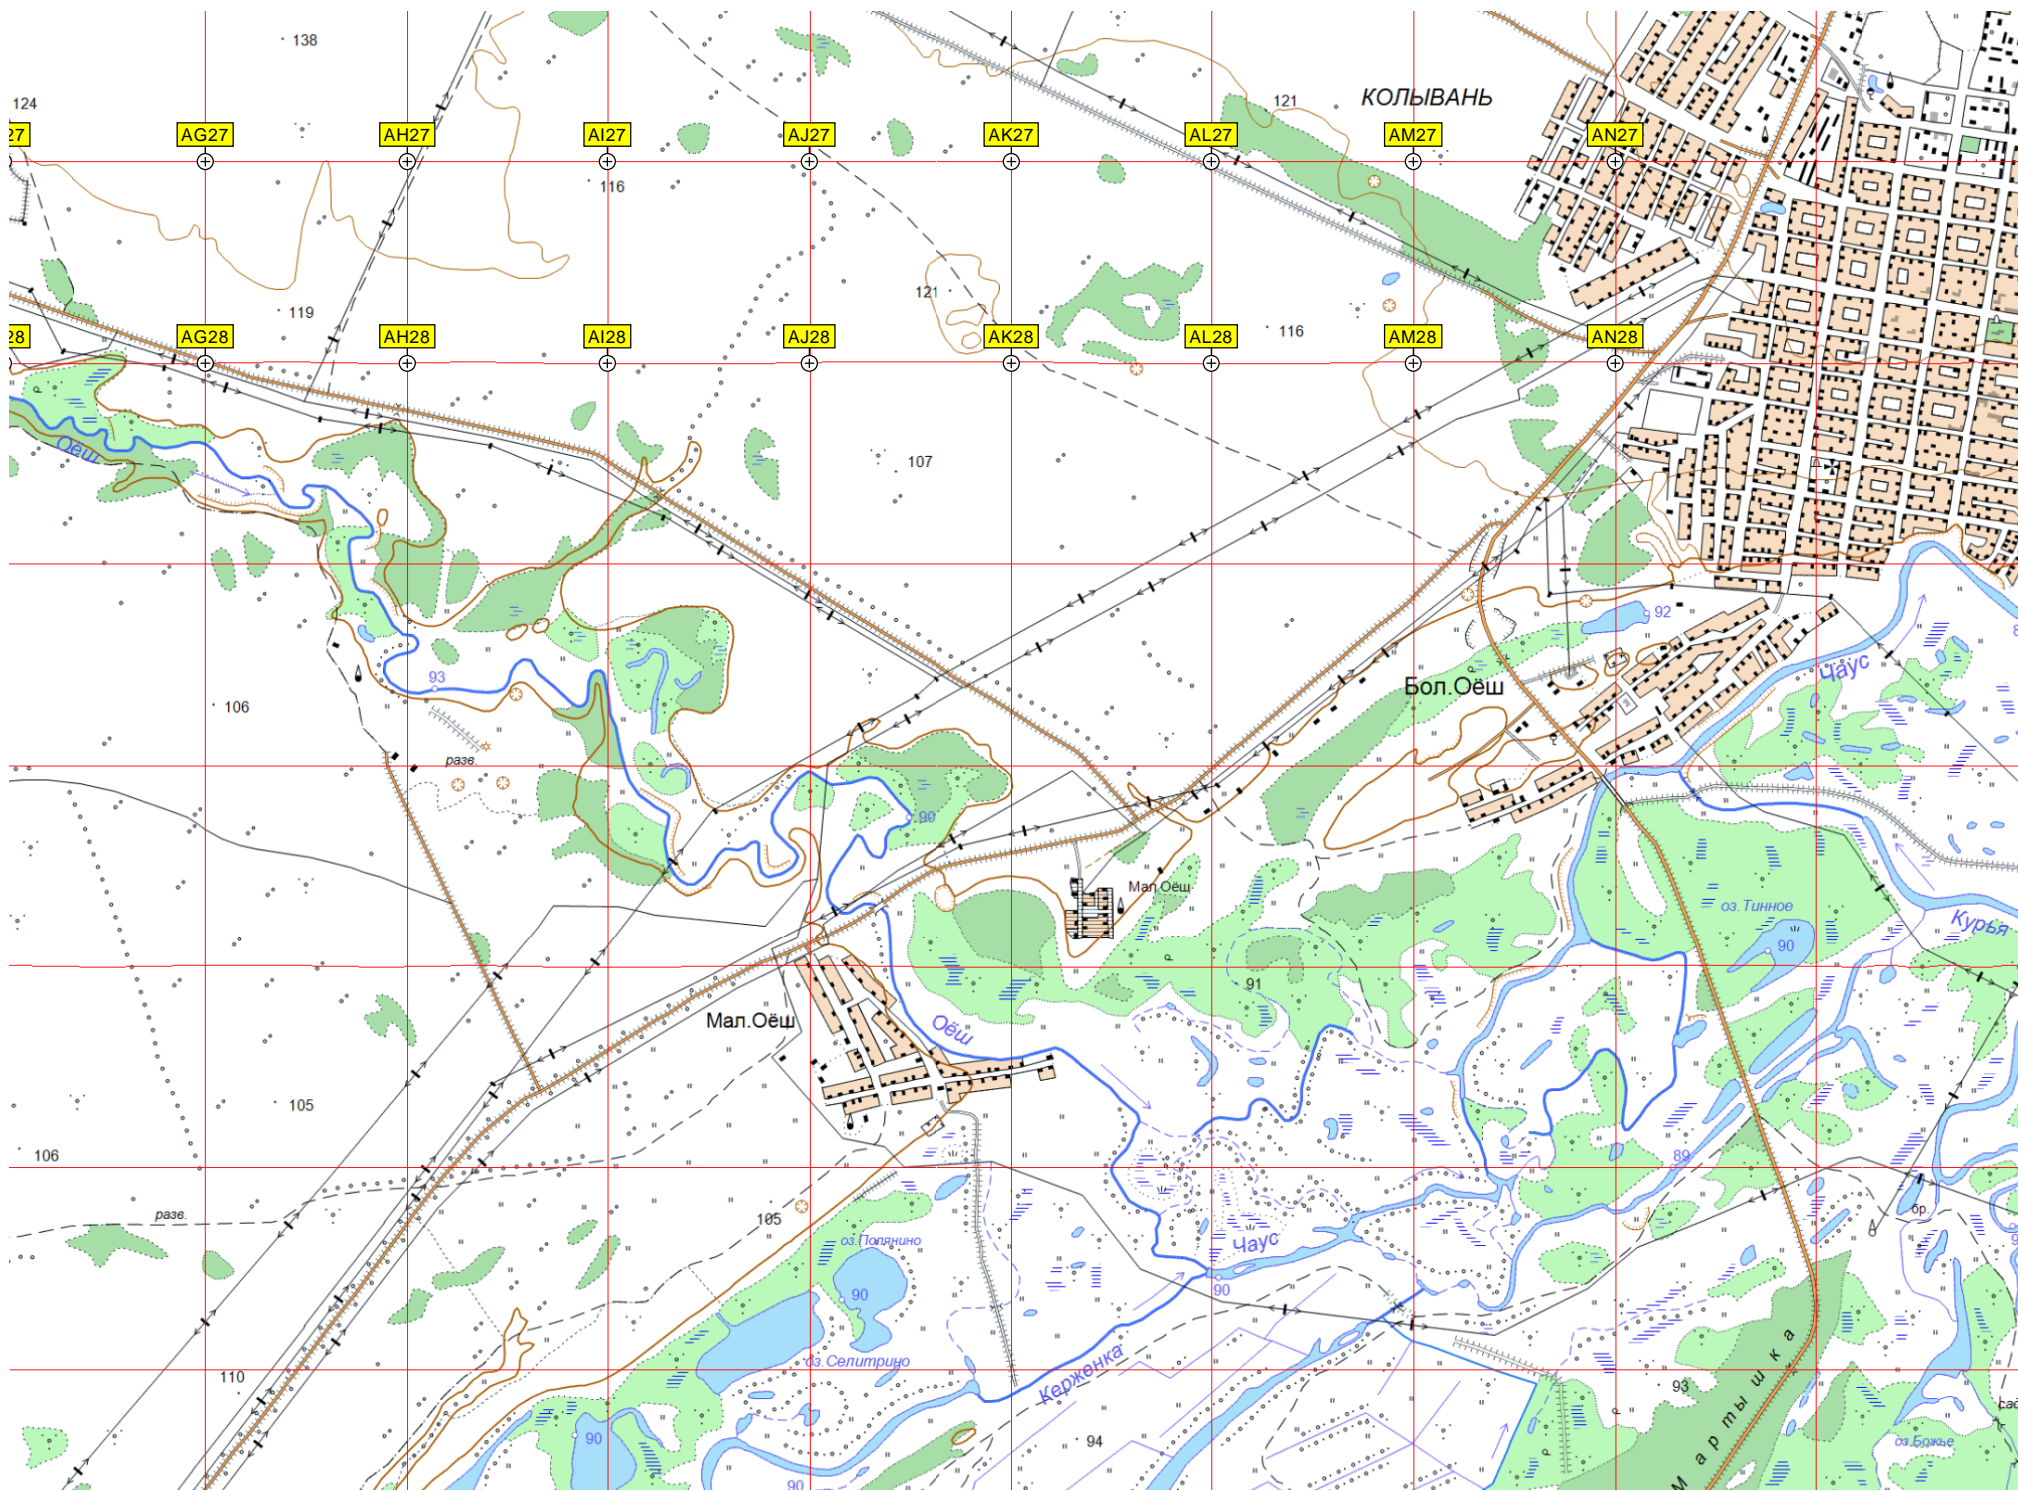 138
124
121
КОЛЫВАНЬ
27
AG27
AH27
AI27
AJ27
AK27
AL27
AM27
AN27
116
121
119
116
28
AG28
AH28
AI28
AJ28
AK28
AL28
AM28
AN28
Оёш
107
92
Чаус
93
Бол.Оёш
106
разв.
90
Мал.Оёш
оз.Тинное
Курья
90
91
Мал.Оёш
Оёш
105
106
89
разв.
105
бр.
оз.Полянино
Чаус
90
90
оз.Селитрино
Керженка
110
93
Мартышка
90
94
оз.Божье
90